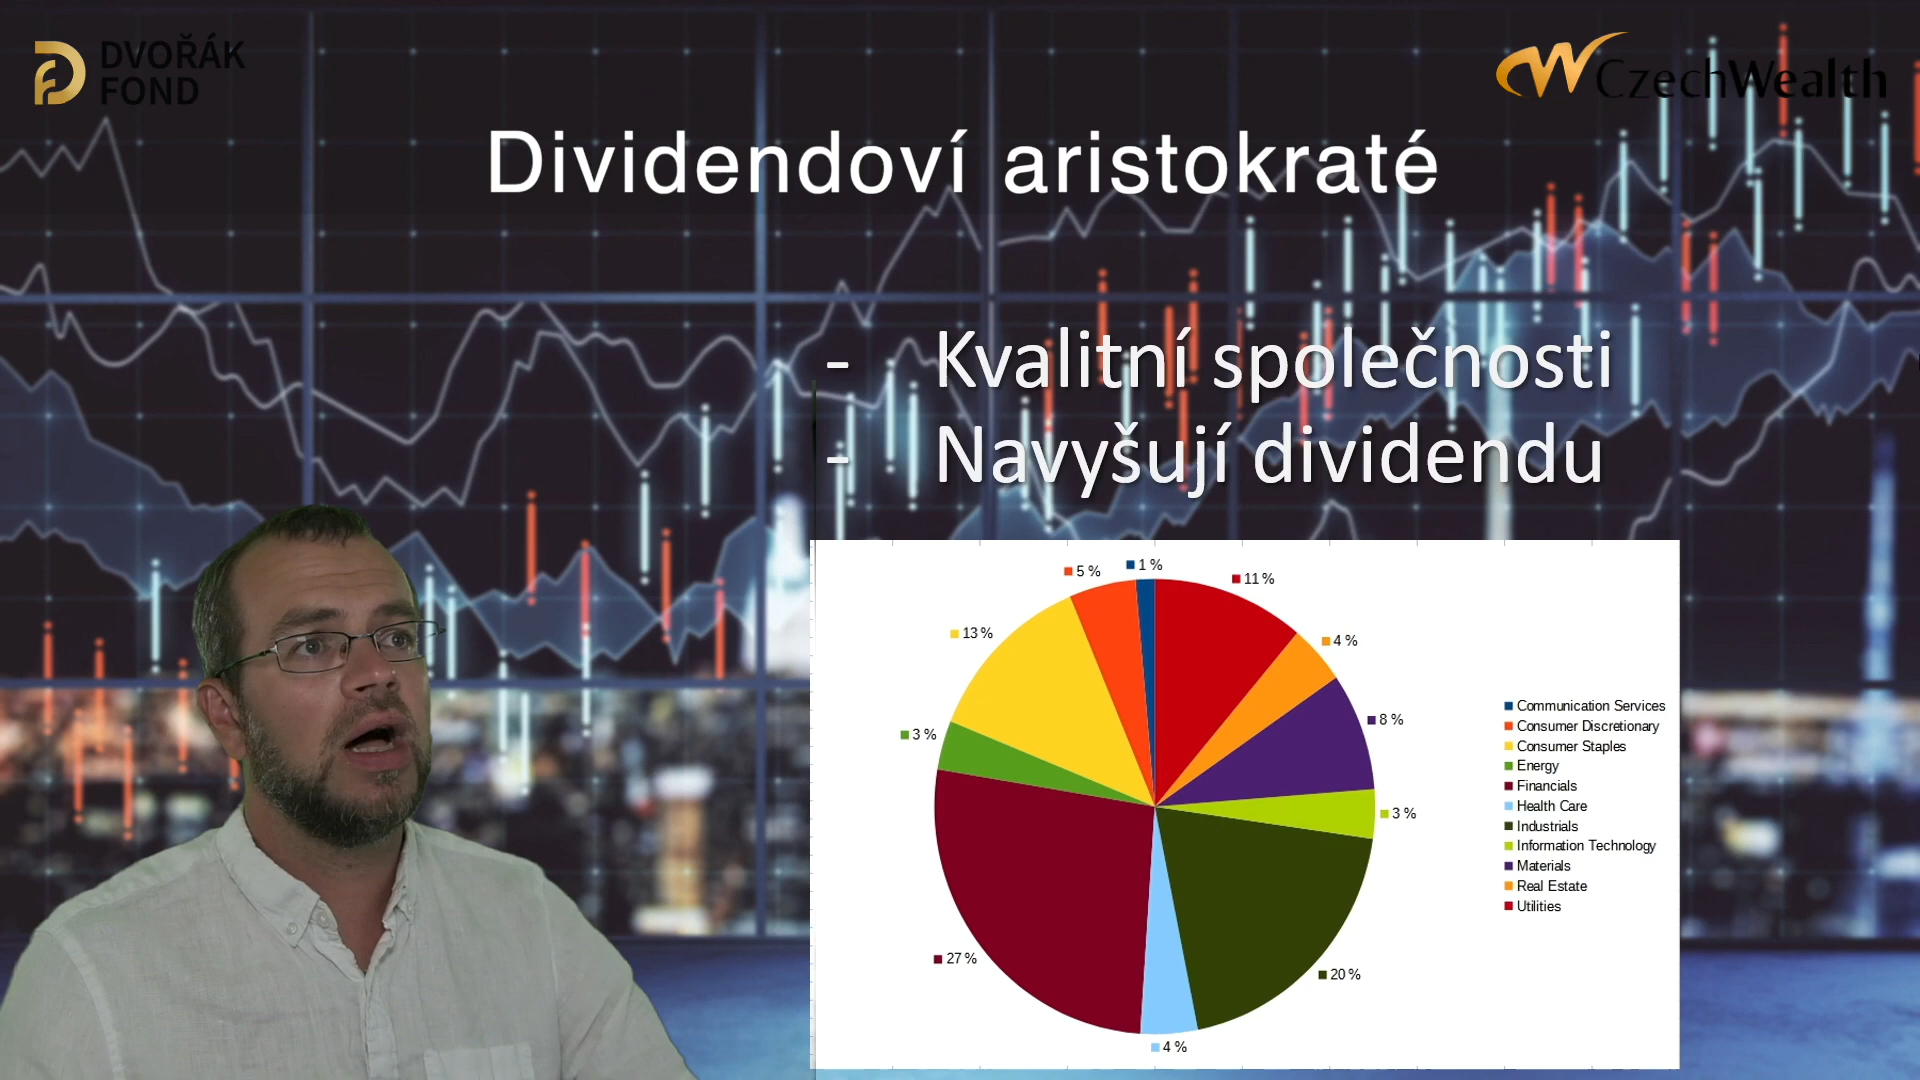 DVOŘÁK
FOND
CzechWealth
Dividendoví aristokraté
- Kvalitní společnosti
- Navyšují dividendu
5 %
1 %
11 %
13 %
4 %
3 %
8 %
3 %
27 %
20 %
4 %
Communication Services
Consumer Discretionary
Consumer Staples
Energy
Financials
Health Care
Industrials
Information Technology
Materials
Real Estate
Utilities